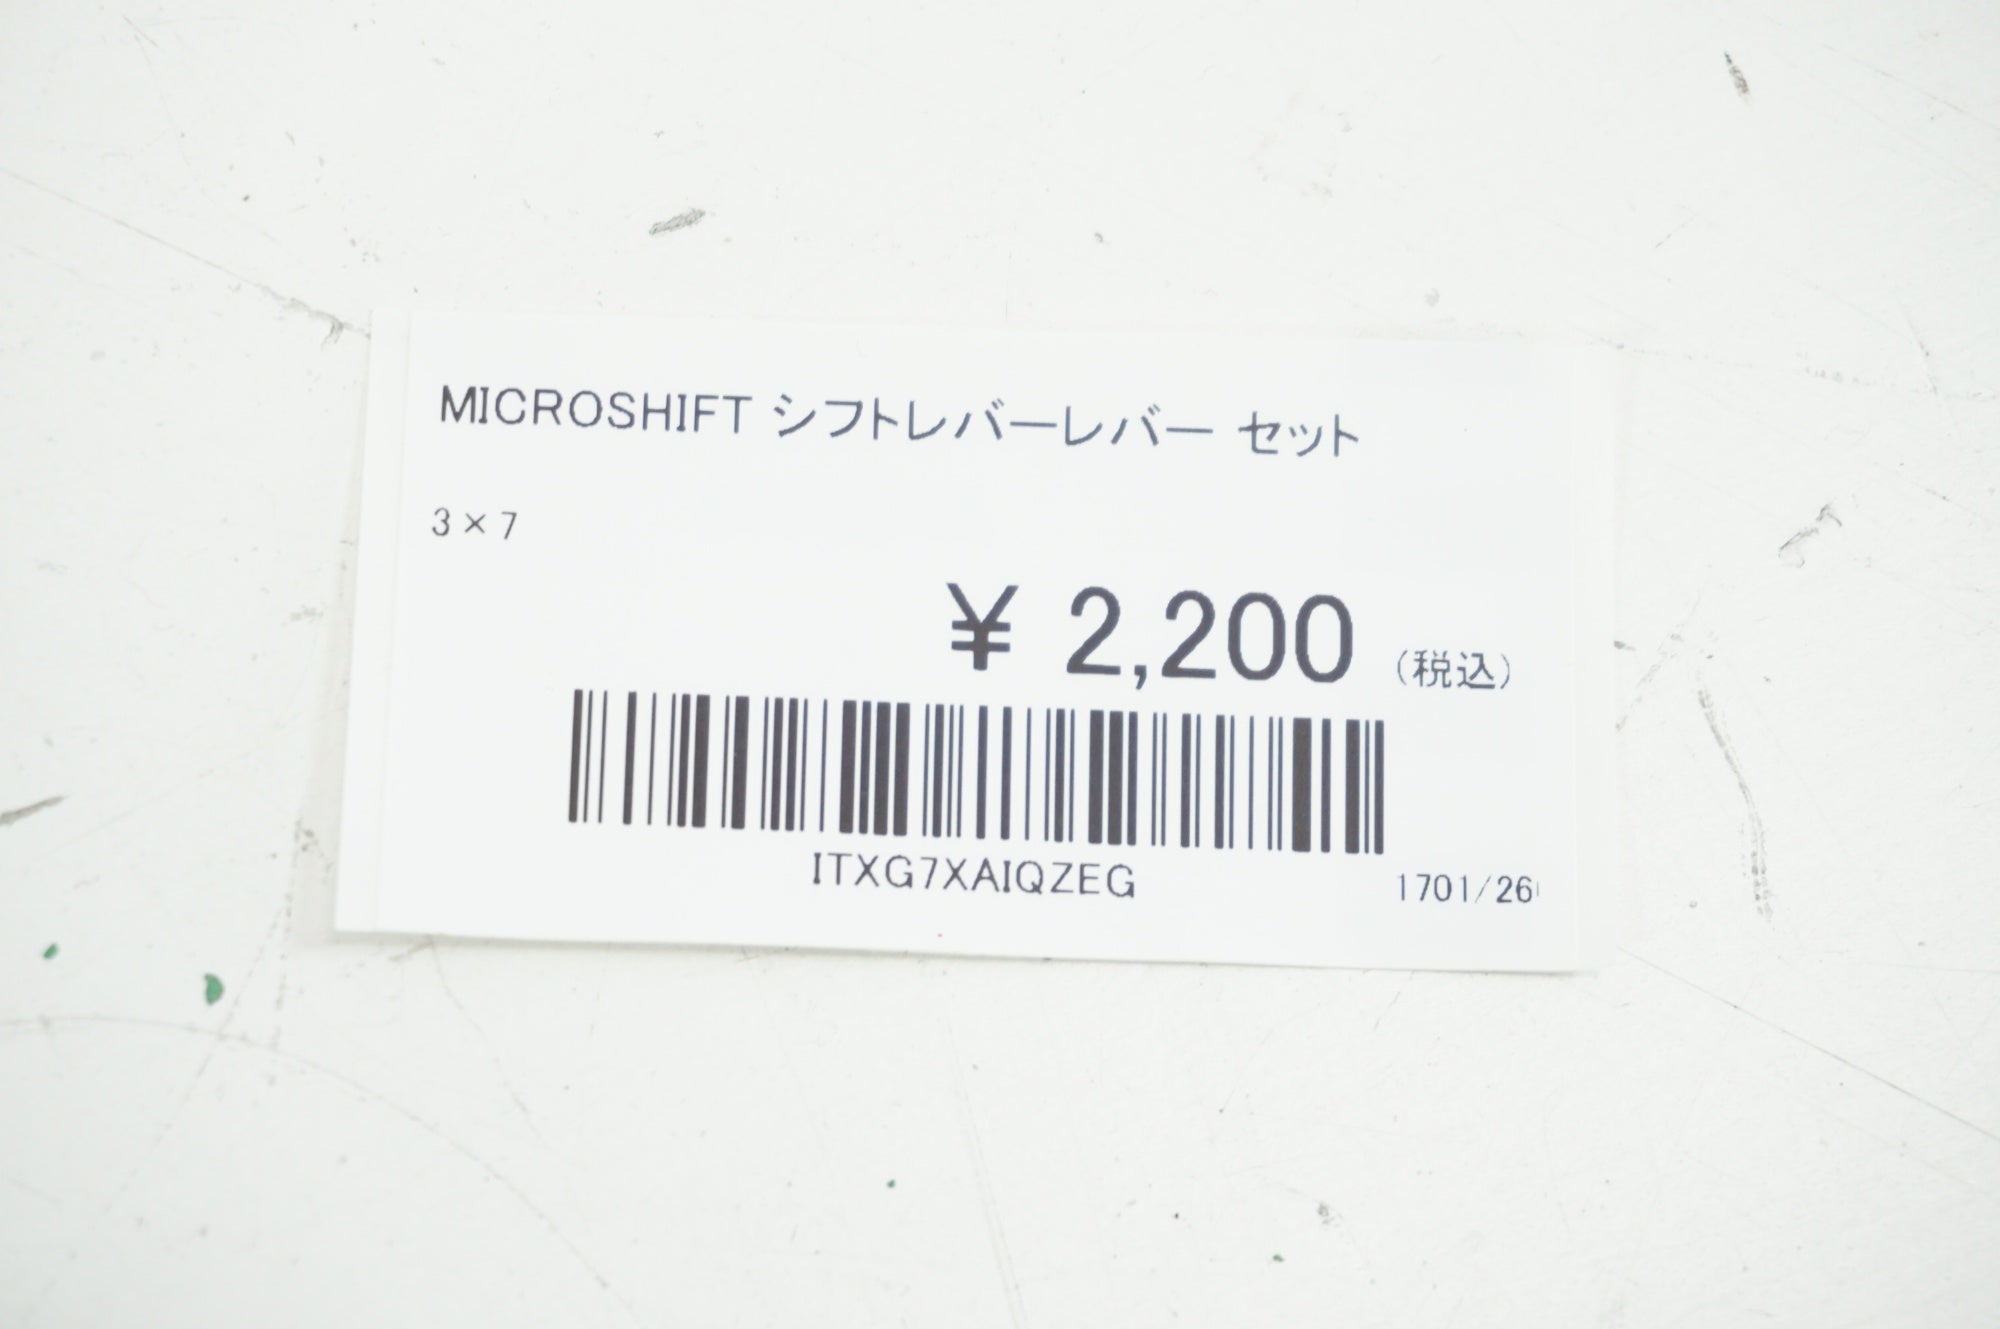 MICROSHIFT シフトレバーレバー セット
3×7
¥ 2,200 (税込)
ITXG7XAIQZEG
1701/26